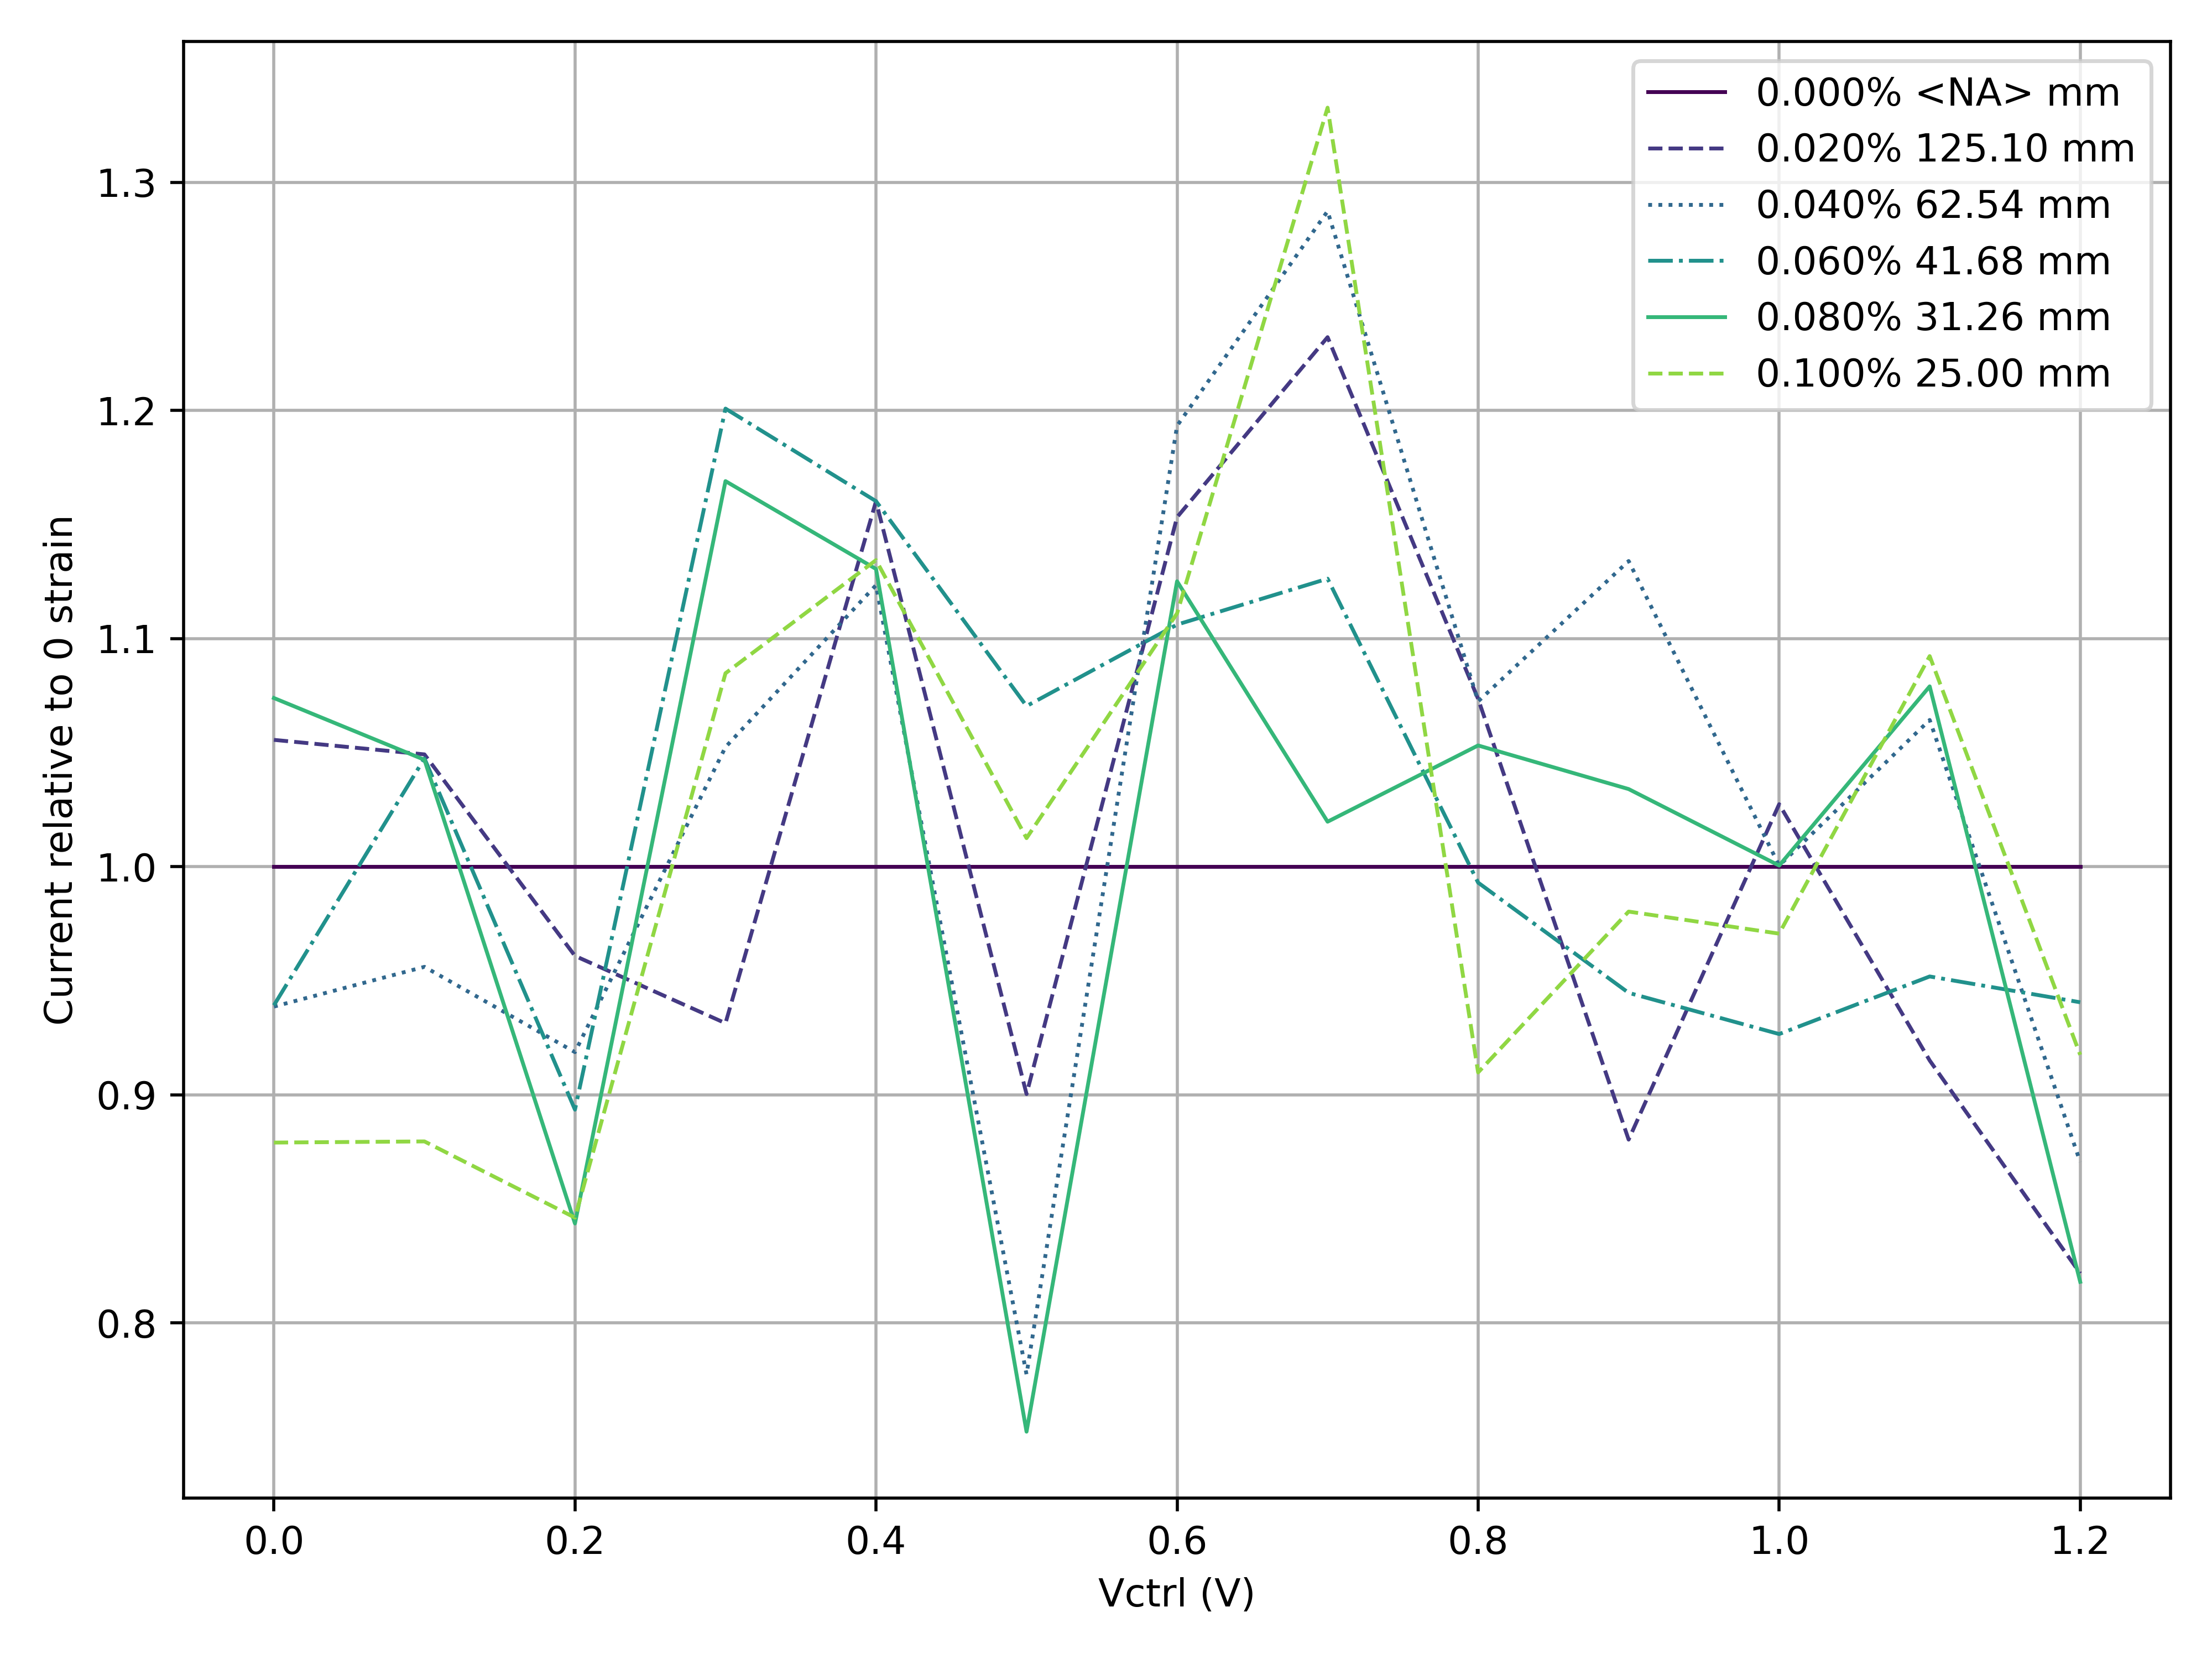 0.000% <NA> mm
0.020% 125.10 mm
0.040% 62.54 mm
0.060% 41.68 mm
0.080% 31.26 mm
0.100% 25.00 mm
1.3
1.2
1.1
1.0
0.9
0.8
Current relative to 0 strain
0.0 0.2 0.4 0.6 0.8 1.0 1.2
Vctrl (V)